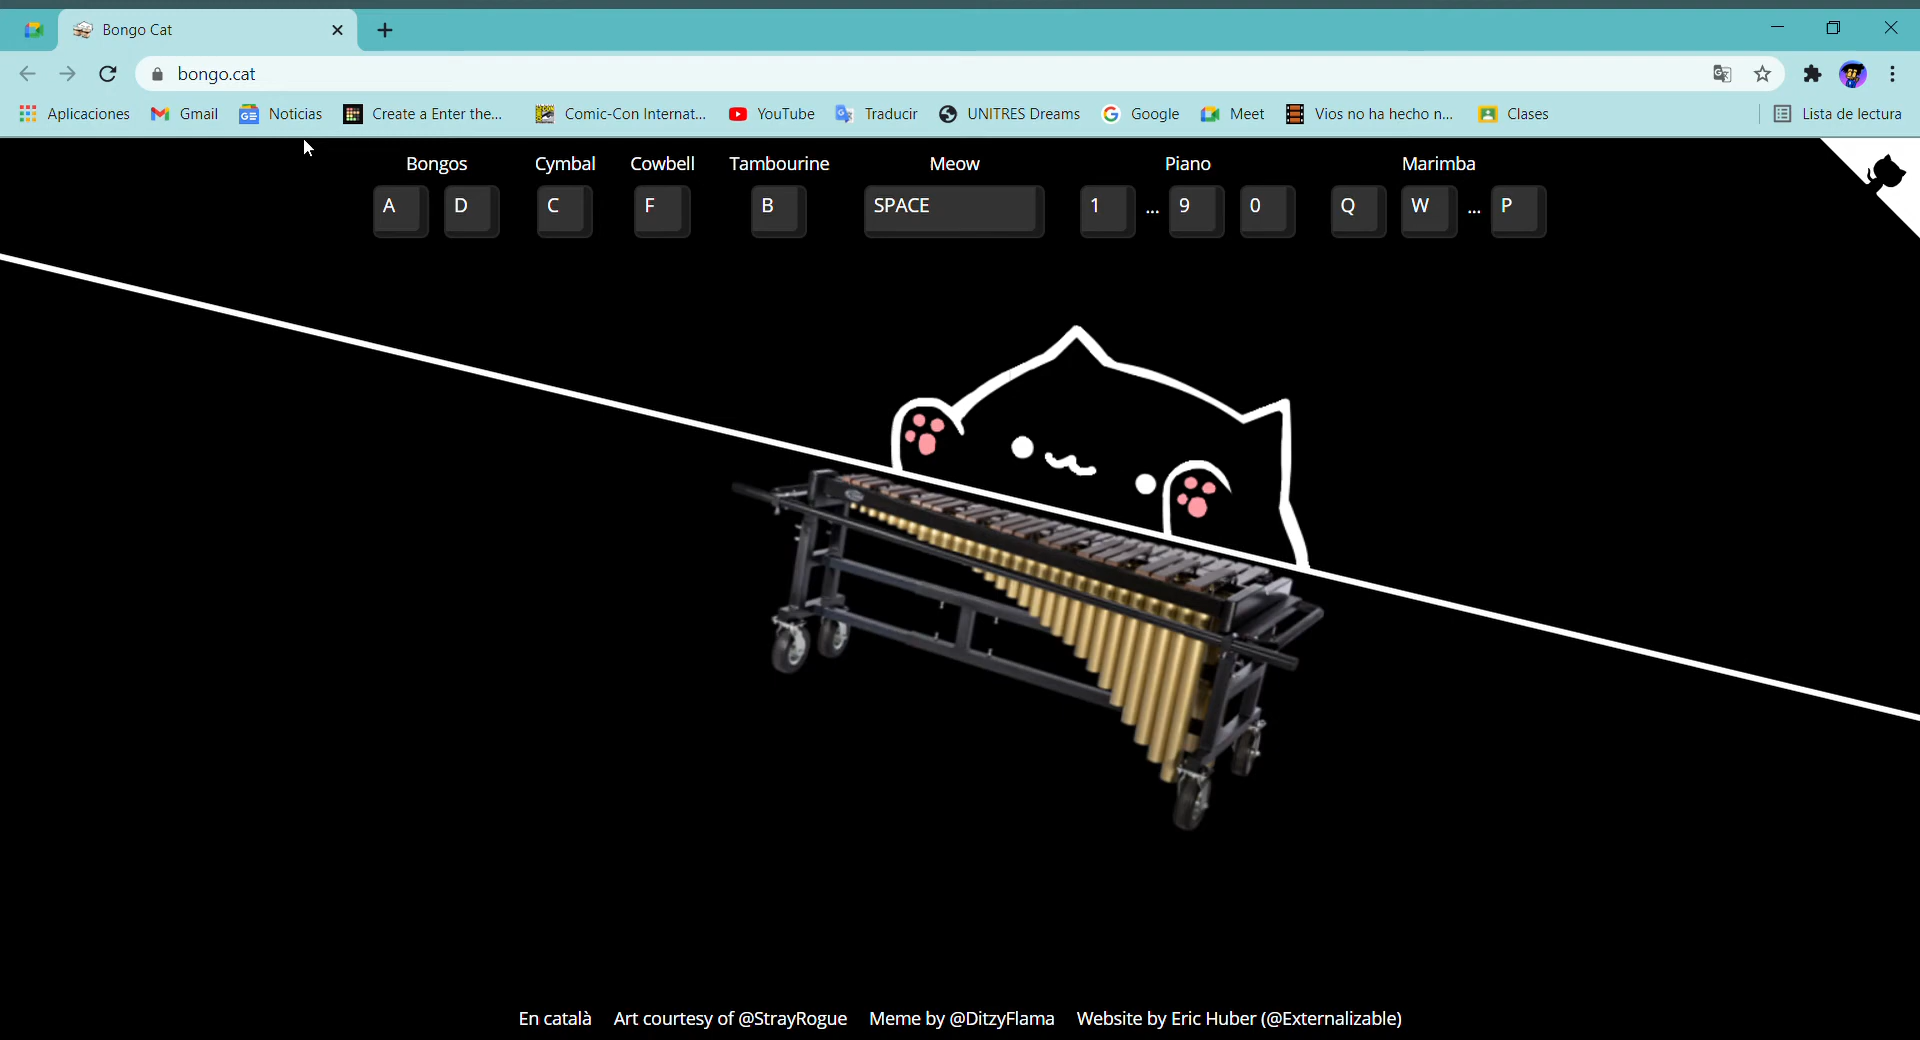 Bongo Cat
bongo.cat
Aplicaciones Gmail Noticias Create a Enter the... Comic-Con Internat... YouTube Traducir UNITRES Dreams Google Meet Vios no ha hecho n... Clases Lista de lectura
Bongos Cymbal Cowbell Tambourine Meow Piano Marimba
A D C F B SPACE 1 ... 9 0 Q W ... P
En català Art courtesy of @StrayRogue Meme by @DitzyFlama Website by Eric Huber (@Externalizable)